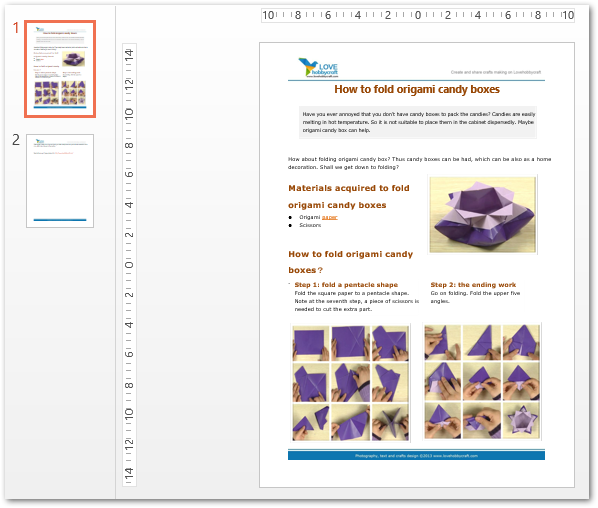 10 8 6 4 2 0 2 4 6 8 10
1
2
14
12
10
8
6
4
2
0
2
4
6
8
10
12
14
LOVE
hobbycraft
Create and share crafts making on Lovehobbycraft
How to fold origami candy boxes
Have you ever annoyed that you don't have candy boxes to pack the candies? Candies are easily
melting in hot temperature. So it is not suitable to place them in the cabinet dispersedly. Maybe
origami candy box can help.
How about folding origami candy box? Thus candy boxes can be had, which can be also as a home
decoration. Shall we get down to folding?
Materials acquired to fold
origami candy boxes
● Origami paper
● Scissors
How to fold origami candy
boxes？
Step 1: fold a pentacle shape
Fold the square paper to a pentacle shape.
Note at the seventh step, a piece of scissors is
needed to cut the extra part.
Step 2: the ending work
Go on folding. Fold the upper five
angles.
Photography, text and crafts design ©2013 www.lovehobbycraft.com